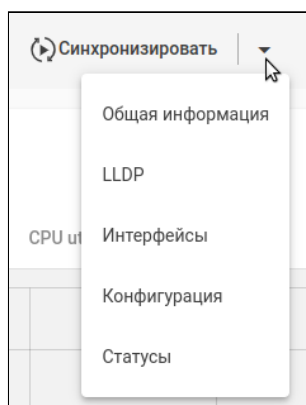 Синхронизировать
Общая информация
LLDP
CPU ut
Интерфейсы
Конфигурация
Статусы